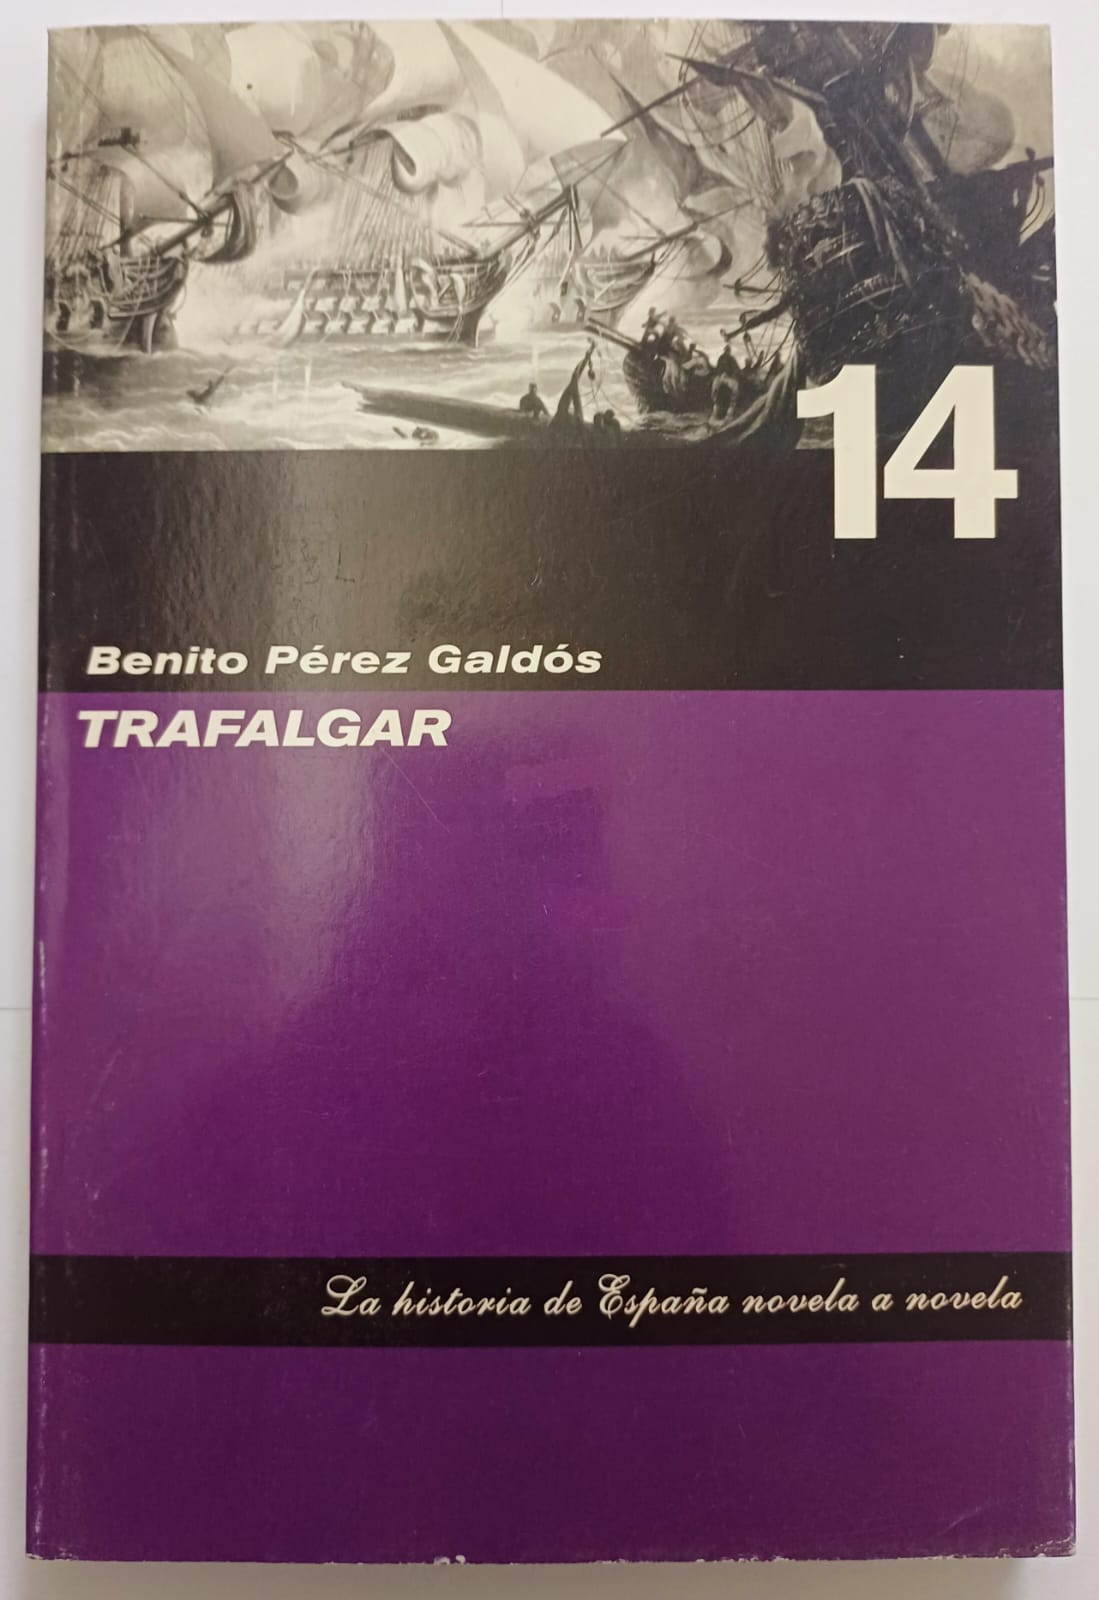 14
Benito Pérez Galdós
TRAFALGAR
La historia de España novela a novela